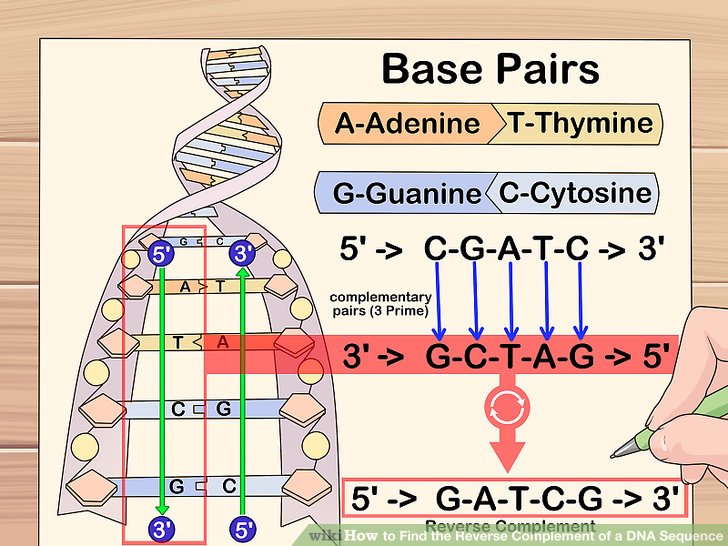 Base Pairs
A-Adenine T-Thymine
G-Guanine C-Cytosine
5' -> C-G-A-T-C -> 3'
complementary
pairs (3 Prime)
3' -> G-C-T-A-G -> 5'
5' -> G-A-T-C-G -> 3'
Reverse Complement
G C
5' 3'
A T
T A
C G
G C
3' 5'
wikiHow to Find the Reverse Complement of a DNA Sequence